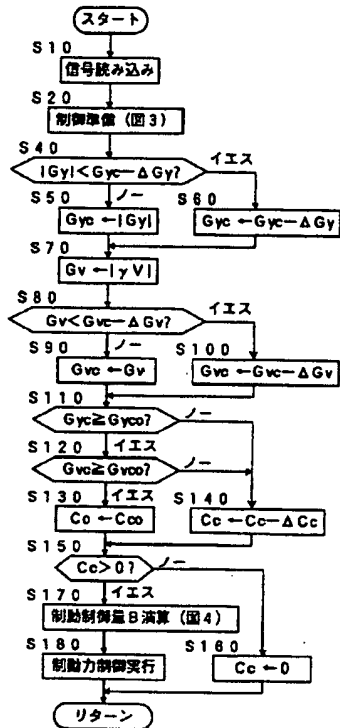 スタート
S10
信号読み込み
S20
制御準備（図3）
S40
|Gy|<Gyc−ΔGy?
イエス
ノー
S50
Gyc←|Gy|
S60
Gyc←Gyc−ΔGy
S70
Gv←|γV|
S80
Gv<Gvc−ΔGv?
イエス
ノー
S90
Gvc←Gv
S100
Gvc←Gvc−ΔGv
S110
Gyc≧Gyco?
ノー
イエス
S120
Gvc≧Gvco?
ノー
イエス
S130
Cc←Cco
S140
Cc←Cc−ΔCc
S150
Cc>0?
ノー
イエス
S170
制動制御量B演算（図4）
S180
制動力制御実行
S160
Cc←0
リターン